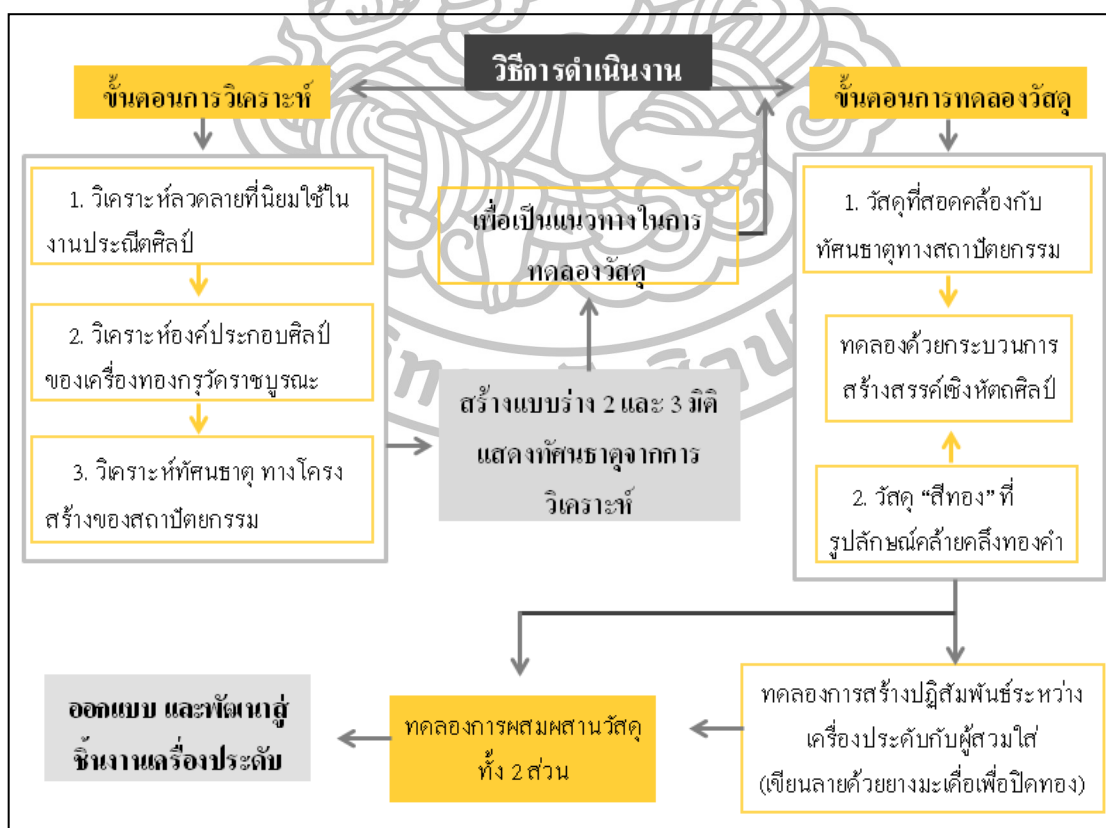 วิธีการดำเนินงาน
ขั้นตอนการวิเคราะห์
1. วิเคราะห์ลวดลายที่นิยมใช้ใน
งานประณีตศิลป์
2. วิเคราะห์องค์ประกอบศิลป์
ของเครื่องทองกรุวัดราชบูรณะ
3. วิเคราะห์ทัศนธาตุ ทางโครง
สร้างของสถาปัตยกรรม
สร้างแบบร่าง 2 และ 3 มิติ
แสดงทัศนธาตุจากการ
วิเคราะห์
เพื่อเป็นแนวทางในการ
ทดลองวัสดุ
ขั้นตอนการทดลองวัสดุ
1. วัสดุที่สอดคล้องกับ
ทัศนธาตุทางสถาปัตยกรรม
ทดลองด้วยกระบวนการ
สร้างสรรค์เชิงหัตถศิลป์
2. วัสดุ “สีทอง” ที่
รูปลักษณ์คล้ายคลึงทองคำ
ทดลองการสร้างปฏิสัมพันธ์ระหว่าง
เครื่องประดับกับผู้สวมใส่
(เขียนลายด้วยยางมะเดื่อเพื่อปิดทอง)
ทดลองการผสมผสานวัสดุ
ทั้ง 2 ส่วน
ออกแบบ และพัฒนาสู่
ชิ้นงานเครื่องประดับ